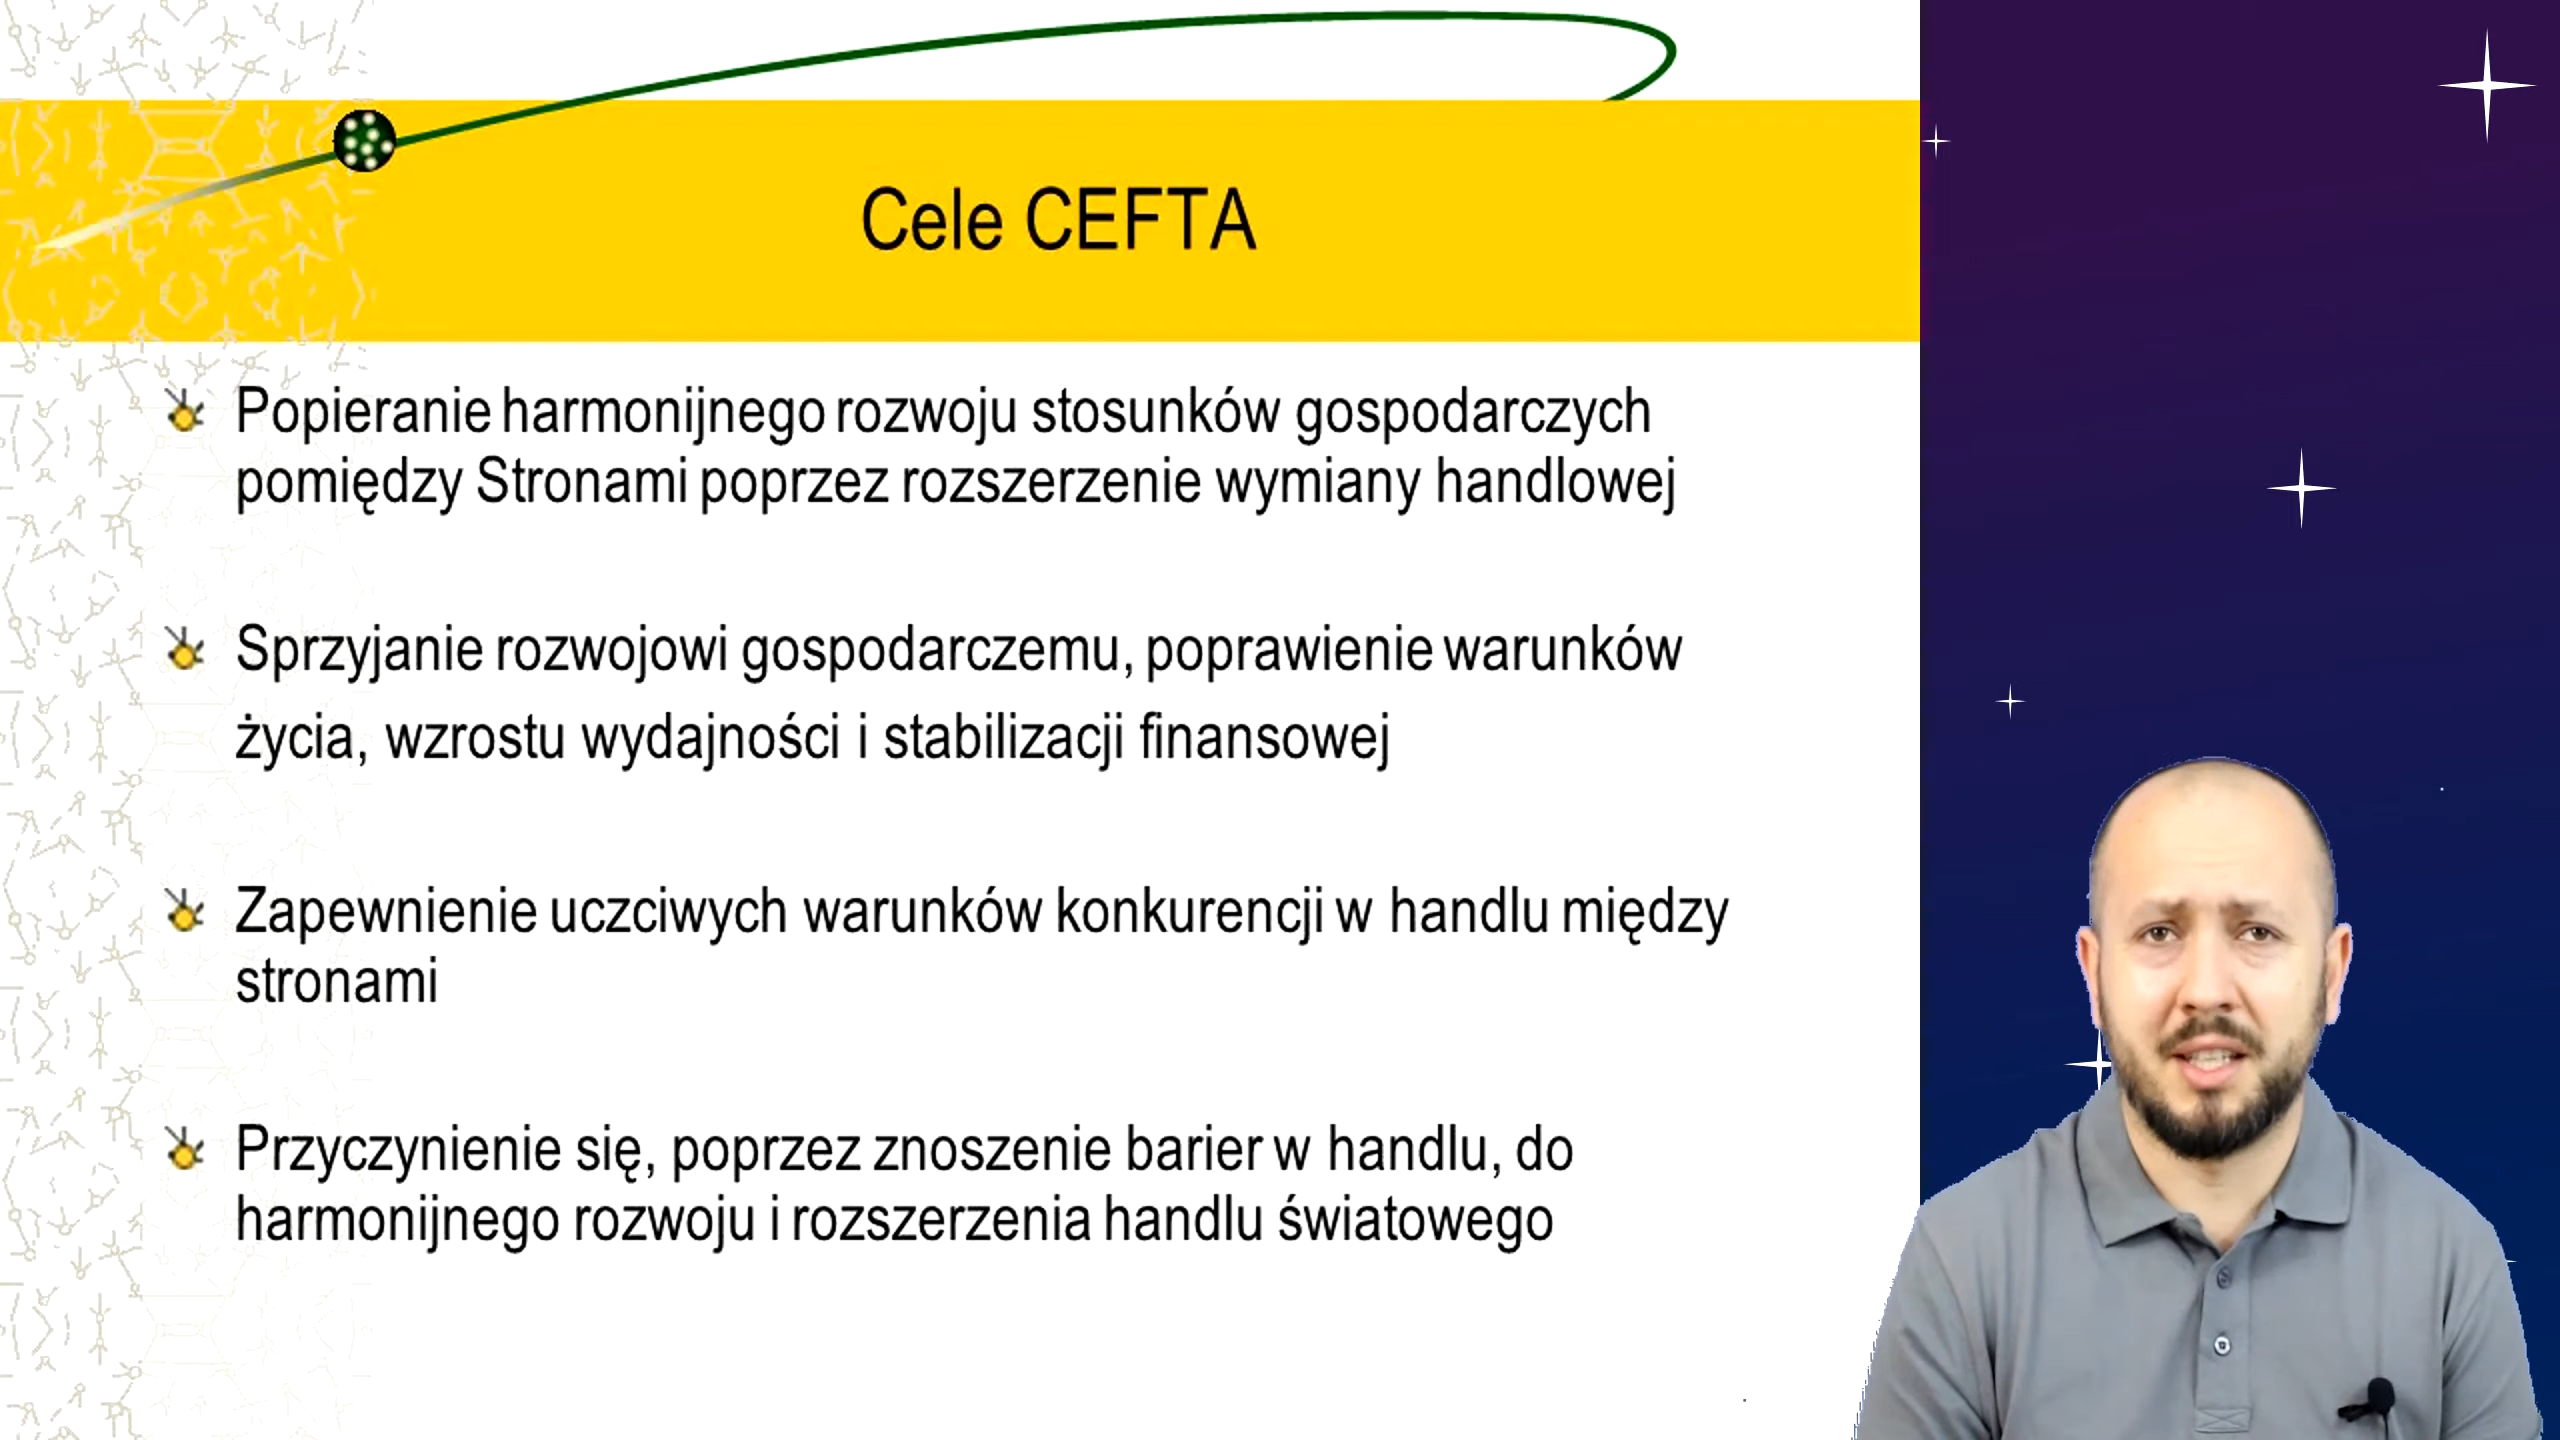 Cele CEFTA
Popieranie harmonijnego rozwoju stosunków gospodarczych
pomiędzy Stronami poprzez rozszerzenie wymiany handlowej
Sprzyjanie rozwojowi gospodarczemu, poprawienie warunków
życia, wzrostu wydajności i stabilizacji finansowej
Zapewnienie uczciwych warunków konkurencji w handlu między
stronami
Przyczynienie się, poprzez znoszenie barier w handlu, do
harmonijnego rozwoju i rozszerzenia handlu światowego